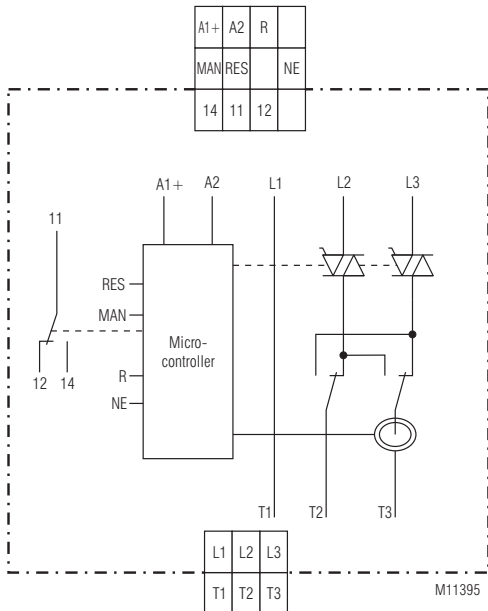 A1+ A2 R
MAN RES NE
14 11 12
A1+ A2 L1 L2 L3
11
RES
MAN
Micro-
controller
12 14
R
NE
T1 T2 T3
L1 L2 L3
T1 T2 T3
M11395